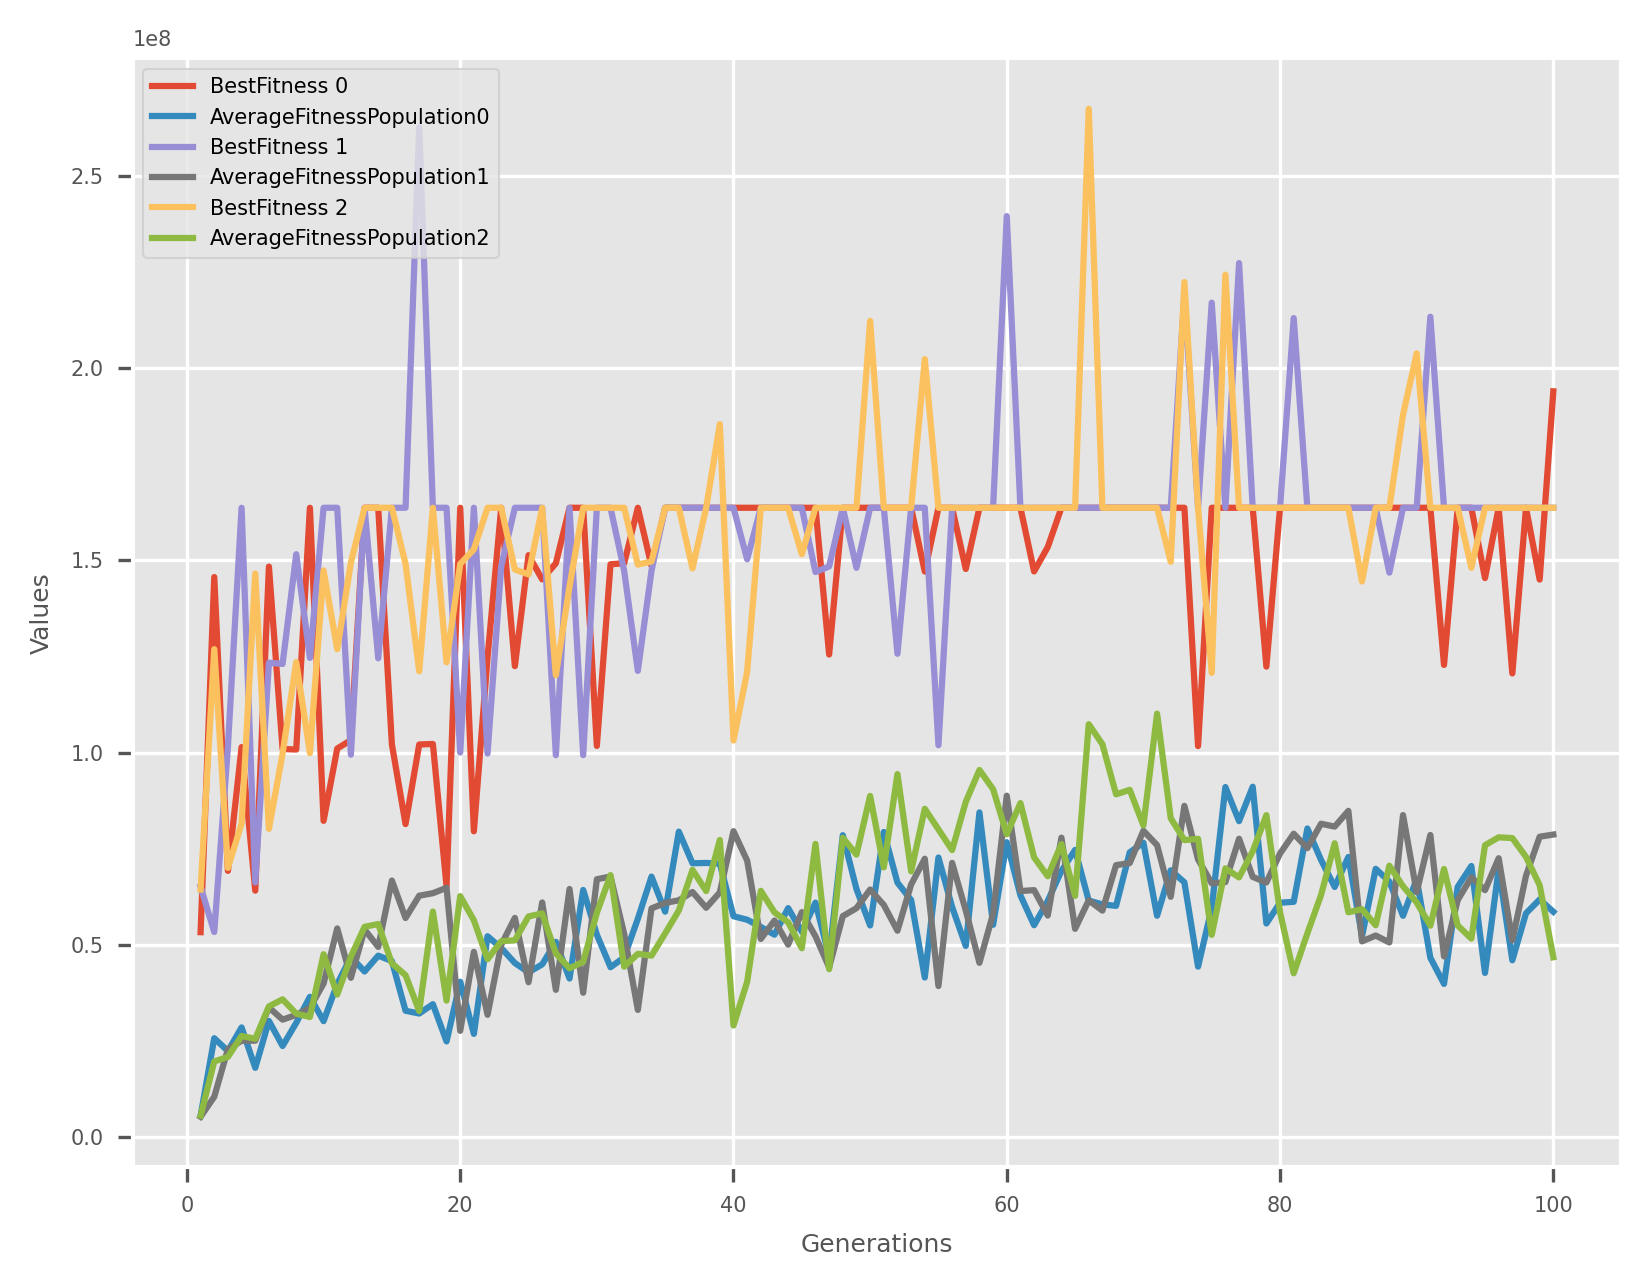 1e8
BestFitness 0
AverageFitnessPopulation0
BestFitness 1
AverageFitnessPopulation1
BestFitness 2
AverageFitnessPopulation2
2.5
2.0
1.5
1.0
0.5
0.0
Values
0 20 40 60 80 100
Generations